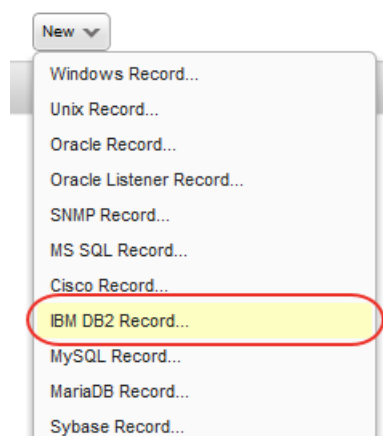 New
Windows Record...
Unix Record...
Oracle Record...
Oracle Listener Record...
SNMP Record...
MS SQL Record...
Cisco Record...
IBM DB2 Record...
MySQL Record...
MariaDB Record...
Sybase Record...